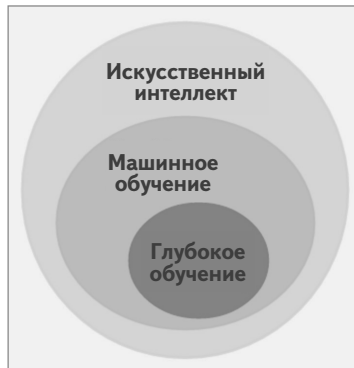 Искусственный
интеллект
Машинное
обучение
Глубокое
обучение